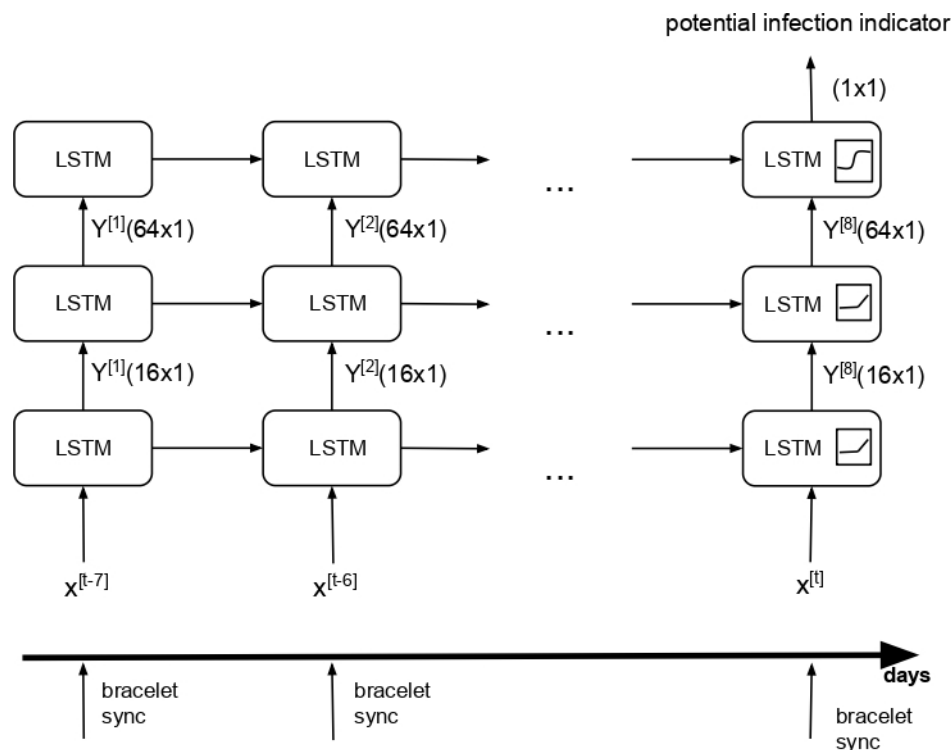 potential infection indicator
(1x1)
LSTM
LSTM
...
LSTM
Y[1](64x1)
Y[2](64x1)
Y[8](64x1)
LSTM
LSTM
...
LSTM
Y[1](16x1)
Y[2](16x1)
Y[8](16x1)
LSTM
LSTM
...
LSTM
x[t-7]
x[t-6]
x[t]
days
bracelet
sync
bracelet
sync
bracelet
sync